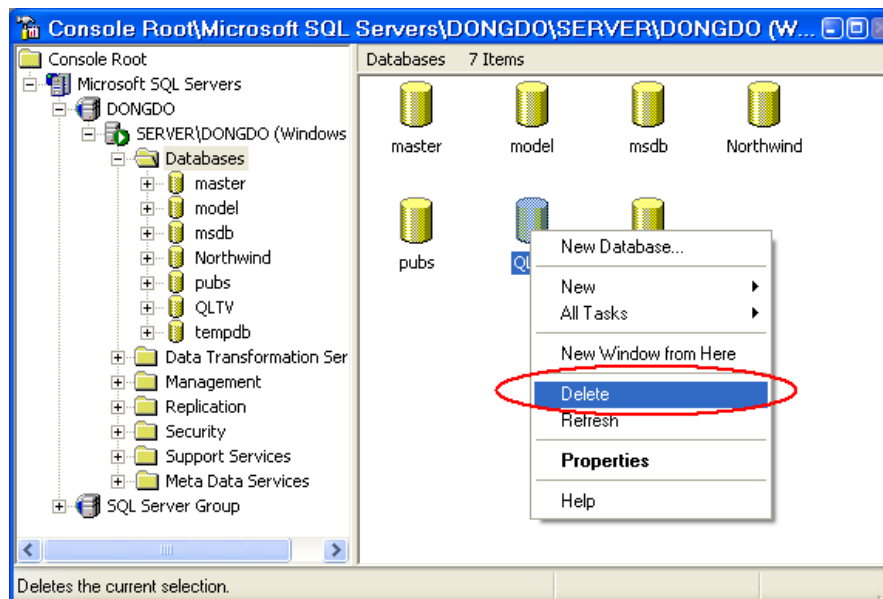 Console Root\Microsoft SQL Servers\DONGDO\SERVER\DONGDO (W...
Console Root
Microsoft SQL Servers
DONGDO
SERVER\DONGDO (Windows
Databases
master
model
msdb
Northwind
pubs
QLTV
tempdb
Data Transformation Ser
Management
Replication
Security
Support Services
Meta Data Services
SQL Server Group
Databases 7 Items
master model msdb Northwind
pubs
New Database...
New
All Tasks
New Window from Here
Delete
Refresh
Properties
Help
Deletes the current selection.